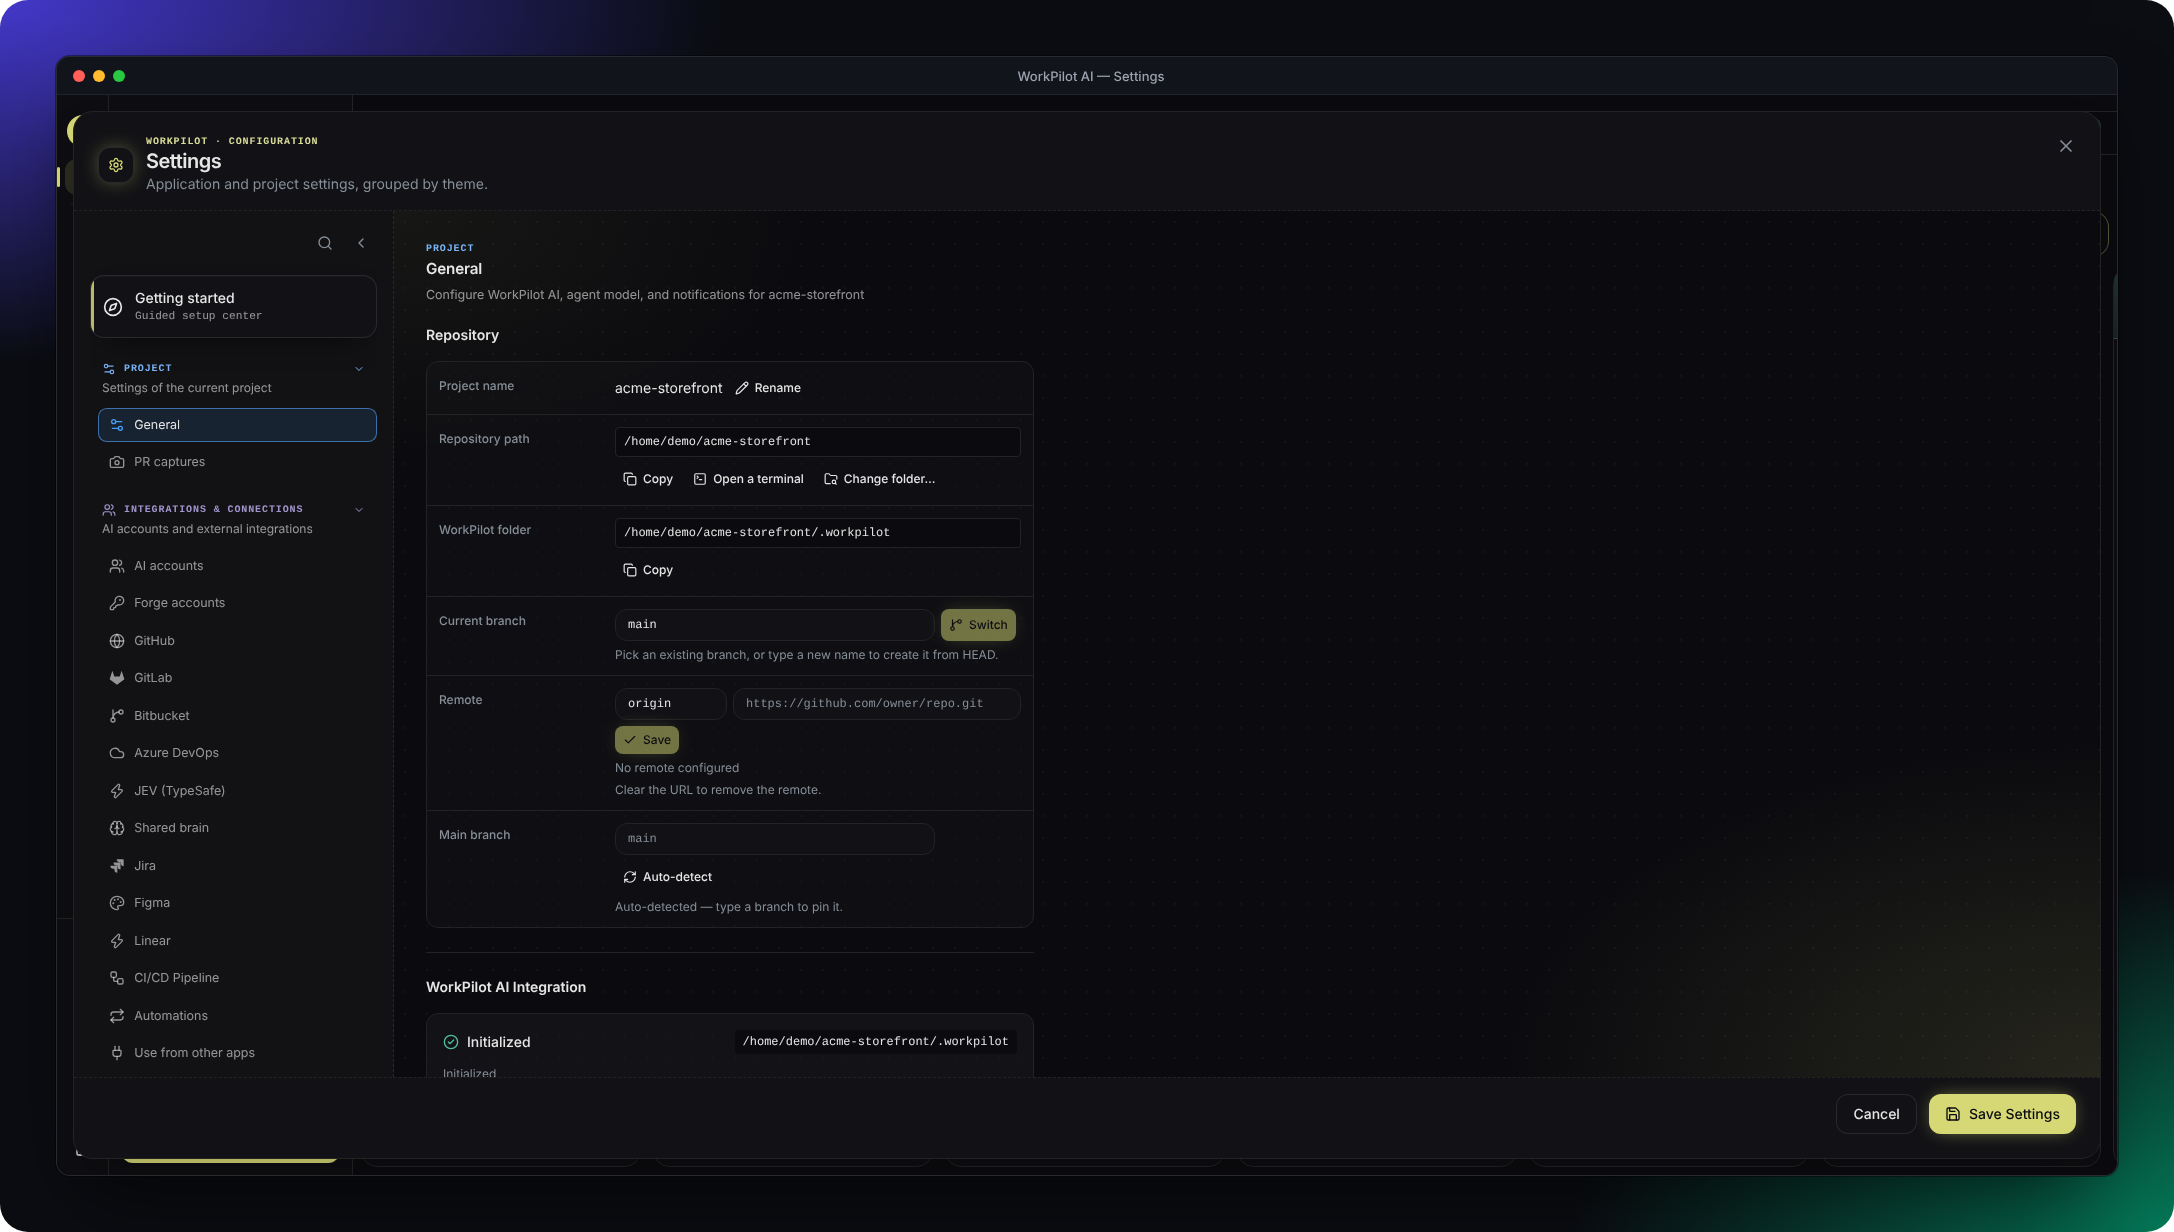 WorkPilot AI — Settings
WORKPILOT · CONFIGURATION
Settings
Application and project settings, grouped by theme.
Getting started
Guided setup center
PROJECT
Settings of the current project
General
PR captures
INTEGRATIONS & CONNECTIONS
AI accounts and external integrations
AI accounts
Forge accounts
GitHub
GitLab
Bitbucket
Azure DevOps
JEV (TypeSafe)
Shared brain
Jira
Figma
Linear
CI/CD Pipeline
Automations
Use from other apps
PROJECT
General
Configure WorkPilot AI, agent model, and notifications for acme-storefront
Repository
Project name
acme-storefront Rename
Repository path
/home/demo/acme-storefront
Copy Open a terminal Change folder...
WorkPilot folder
/home/demo/acme-storefront/.workpilot
Copy
Current branch
main Switch
Pick an existing branch, or type a new name to create it from HEAD.
Remote
origin https://github.com/owner/repo.git
Save
No remote configured
Clear the URL to remove the remote.
Main branch
main
Auto-detect
Auto-detected — type a branch to pin it.
WorkPilot AI Integration
Initialized /home/demo/acme-storefront/.workpilot
Initialized
Cancel Save Settings